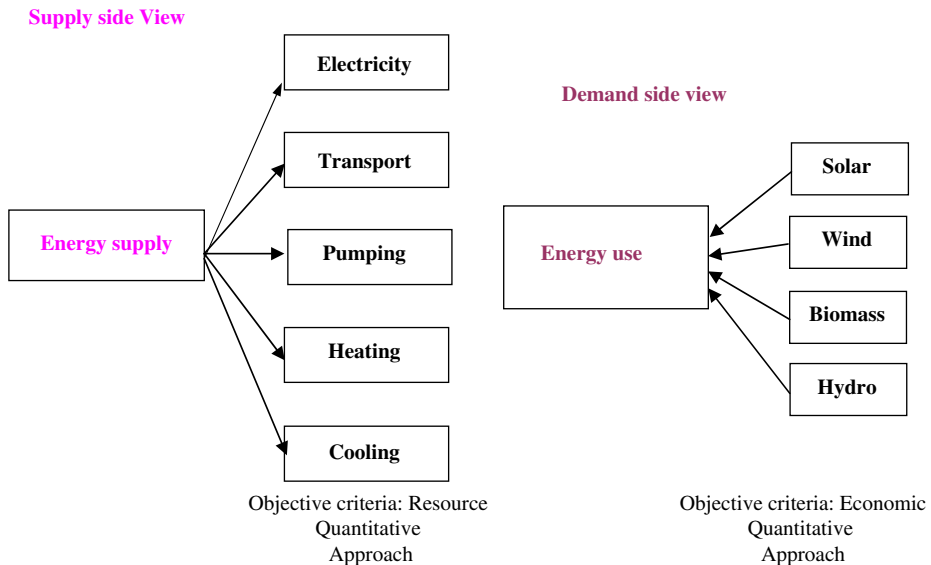 Supply side View
Electricity
Transport
Energy supply
Pumping
Heating
Cooling
Objective criteria: Resource
Quantitative
Approach
Demand side view
Solar
Energy use
Wind
Biomass
Hydro
Objective criteria: Economic
Quantitative
Approach